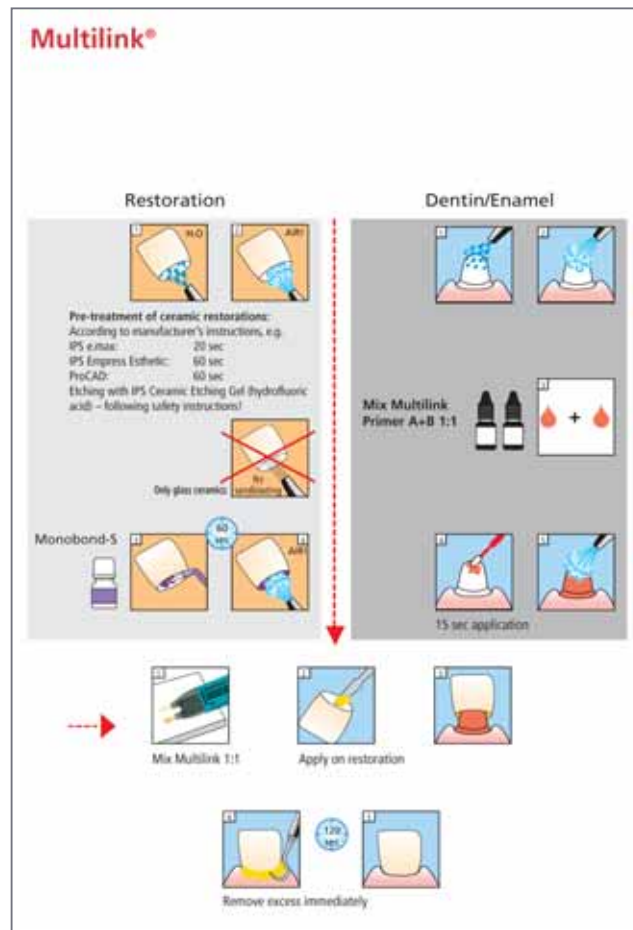 Multilink®
Restoration
Dentin/Enamel
H₂O
AIR!
Pre-treatment of ceramic restorations:
According to manufacturer's instructions, e.g.
IPS e.max: 20 sec
IPS Empress Esthetic: 60 sec
ProCAD: 60 sec
Etching with IPS Ceramic Etching Gel (hydrofluoric
acid) – following safety instructions!
Mix Multilink
Primer A+B 1:1
+
Only glass ceramics
No
sandblasting
Monobond-S
60
sec
AIR!
15 sec application
Mix Multilink 1:1
Apply on restoration
120
sec
Remove excess immediately